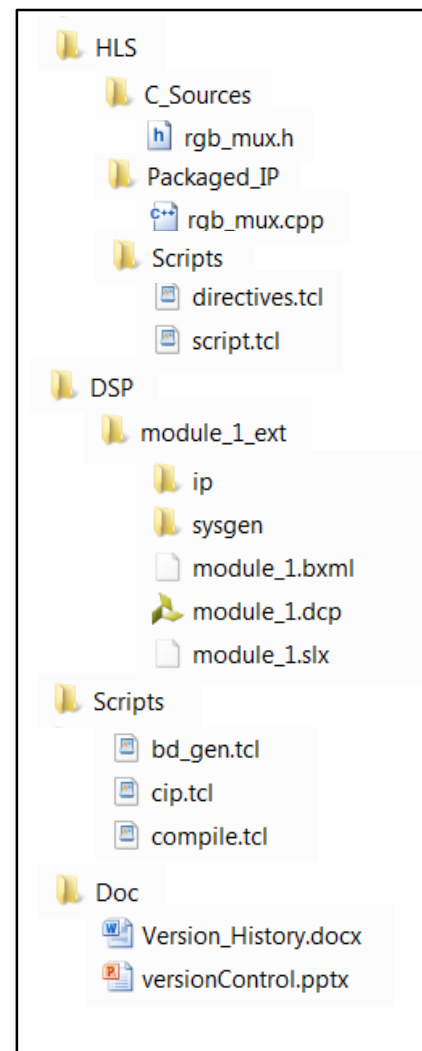 HLS
C_Sources
h rgb_mux.h
Packaged_IP
C++ rgb_mux.cpp
Scripts
directives.tcl
script.tcl
DSP
module_1_ext
ip
sysgen
module_1.bxml
module_1.dcp
module_1.slx
Scripts
bd_gen.tcl
cip.tcl
compile.tcl
Doc
W Version_History.docx
P versionControl.pptx